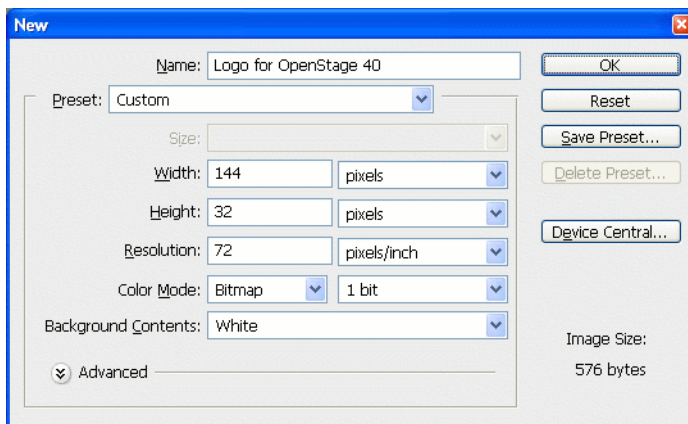 New
Name: Logo for OpenStage 40
OK
Preset: Custom
Reset
Size:
Save Preset...
Width: 144 pixels
Delete Preset...
Height: 32 pixels
Device Central...
Resolution: 72 pixels/inch
Color Mode: Bitmap 1 bit
Background Contents: White
Image Size:
576 bytes
Advanced